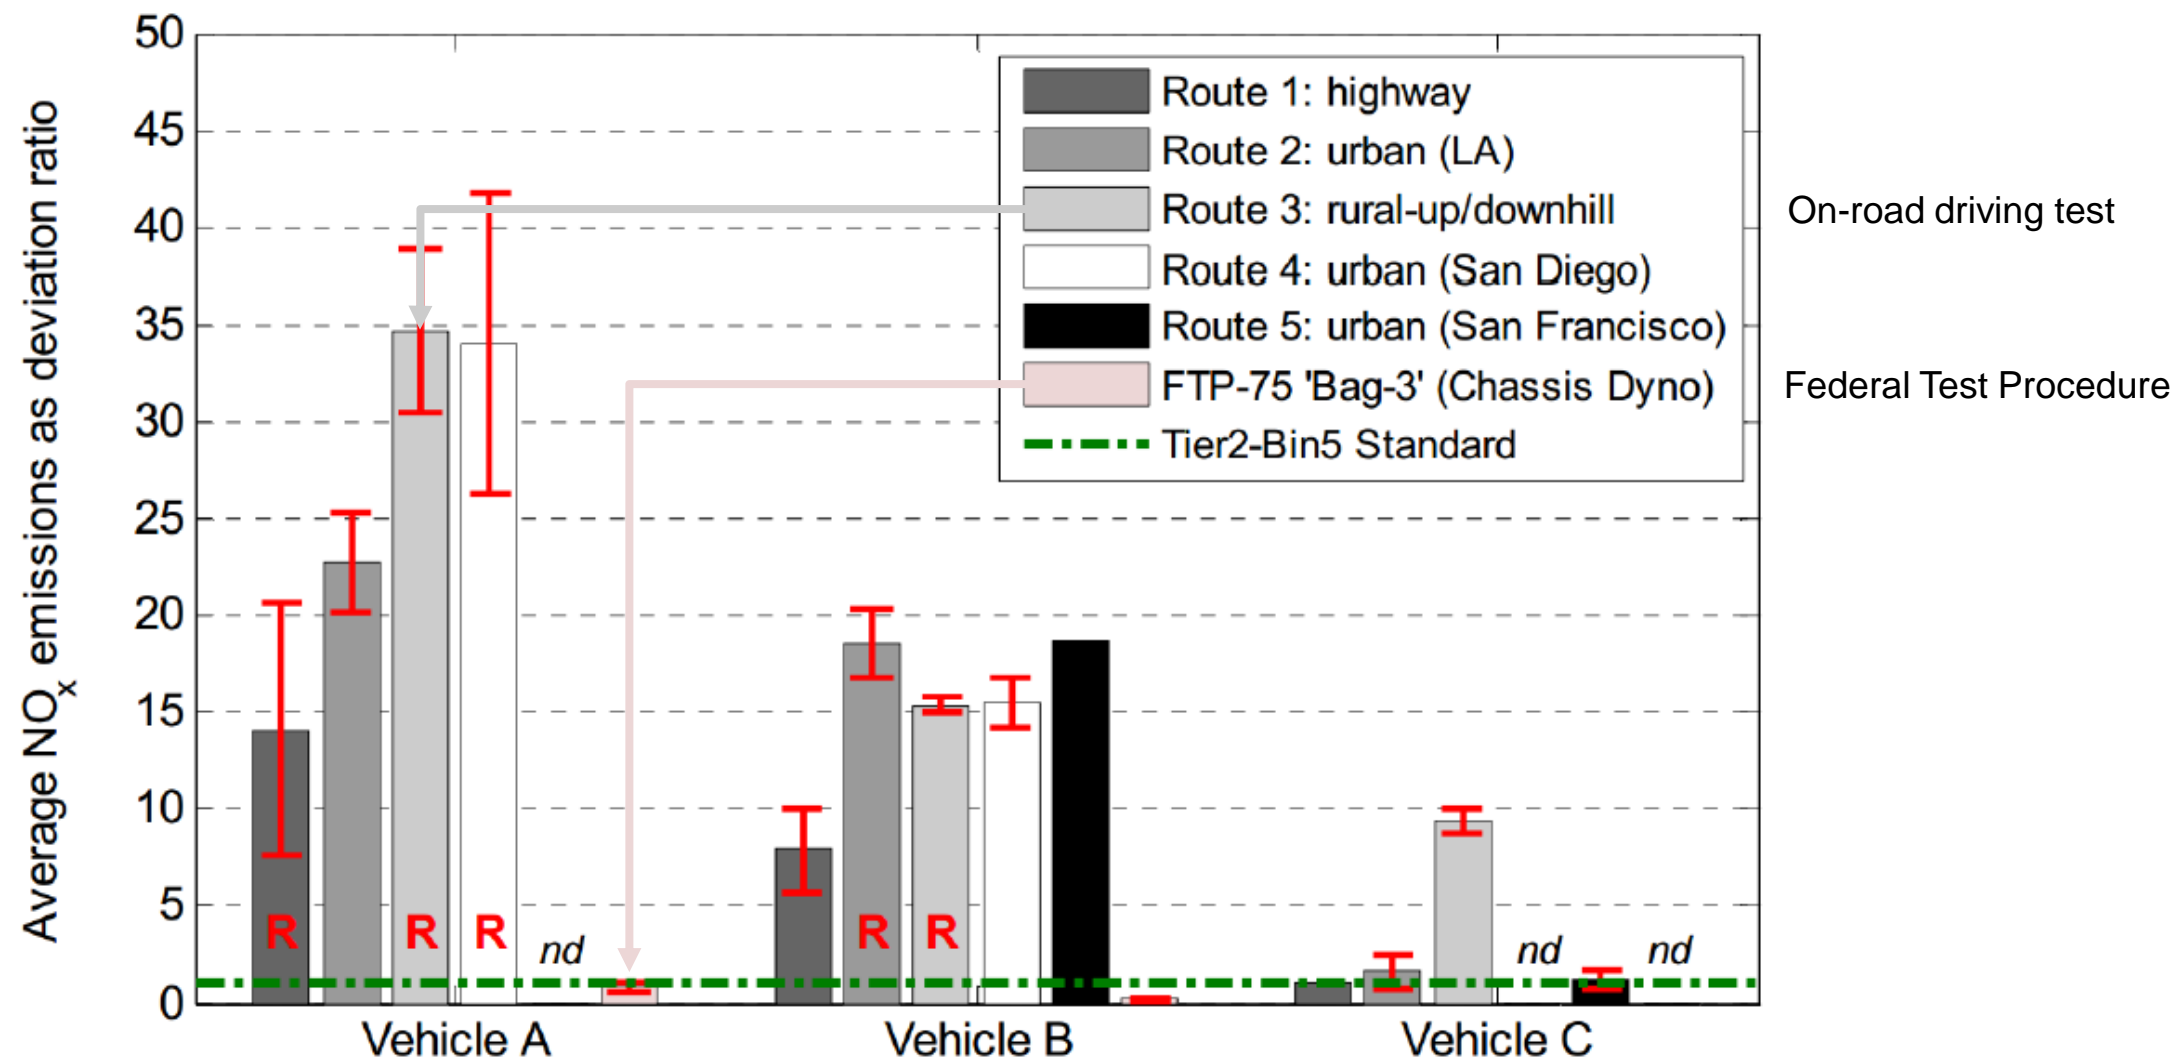 Average NOx emissions as deviation ratio
50
45
40
35
30
25
20
15
10
5
0
Route 1: highway
Route 2: urban (LA)
Route 3: rural-up/downhill
Route 4: urban (San Diego)
Route 5: urban (San Francisco)
FTP-75 'Bag-3' (Chassis Dyno)
Tier2-Bin5 Standard
On-road driving test
Federal Test Procedure
R R R nd R R nd nd
Vehicle A Vehicle B Vehicle C